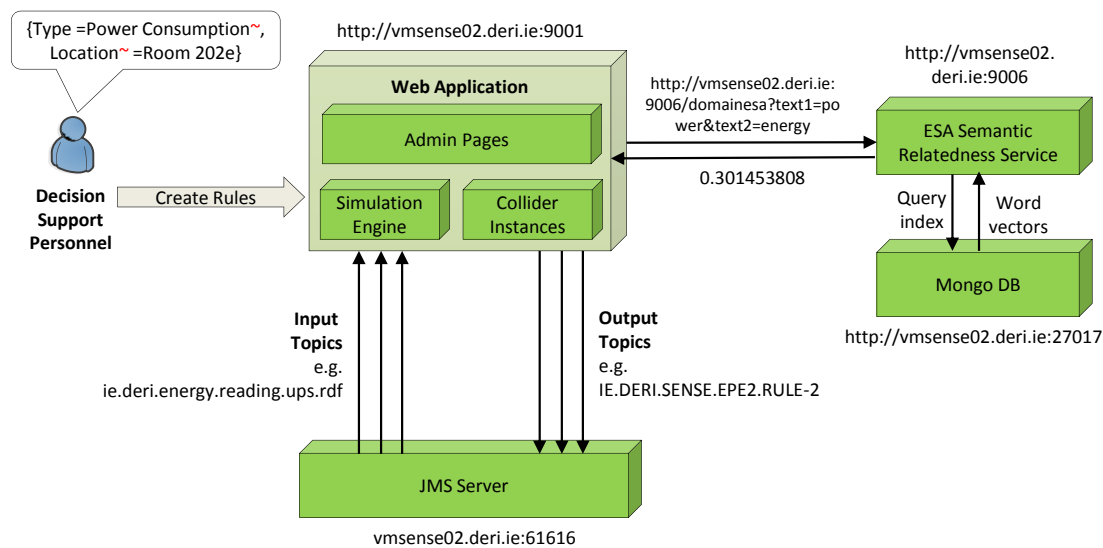 {Type =Power Consumption~,
Location~ =Room 202e}
Decision
Support
Personnel
Create Rules
http://vmsense02.deri.ie:9001
Web Application
Admin Pages
Simulation
Engine
Collider
Instances
http://vmsense02.deri.ie:
9006/domainesa?text1=po
wer&text2=energy
0.301453808
http://vmsense02.
deri.ie:9006
ESA Semantic
Relatedness Service
Query
index
Word
vectors
Mongo DB
http://vmsense02.deri.ie:27017
Input
Topics
e.g.
ie.deri.energy.reading.ups.rdf
Output
Topics
e.g.
IE.DERI.SENSE.EPE2.RULE-2
JMS Server
vmsense02.deri.ie:61616